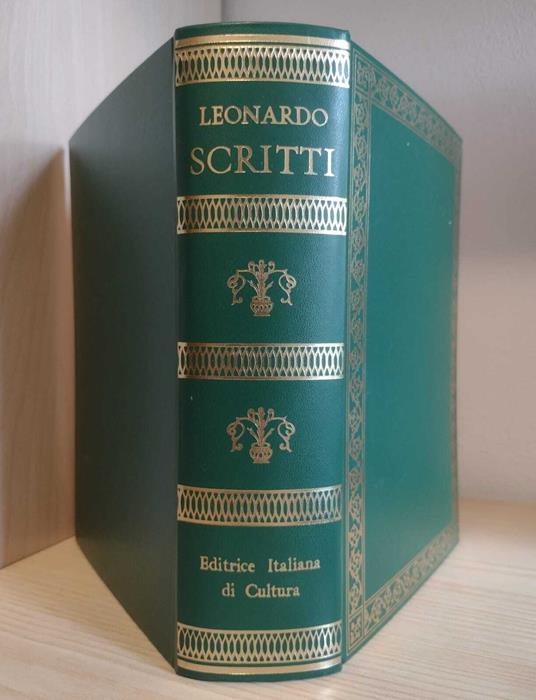 LEONARDO
SCRITTI
Editrice Italiana
di Cultura